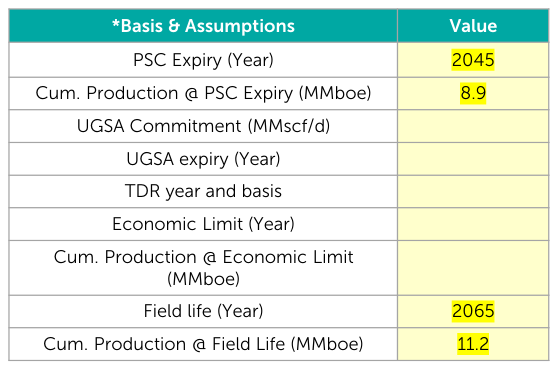 *Basis & Assumptions Value
PSC Expiry (Year) 2045
Cum. Production @ PSC Expiry (MMboe) 8.9
UGSA Commitment (MMscf/d)
UGSA expiry (Year)
TDR year and basis
Economic Limit (Year)
Cum. Production @ Economic Limit
(MMboe)
Field life (Year) 2065
Cum. Production @ Field Life (MMboe) 11.2